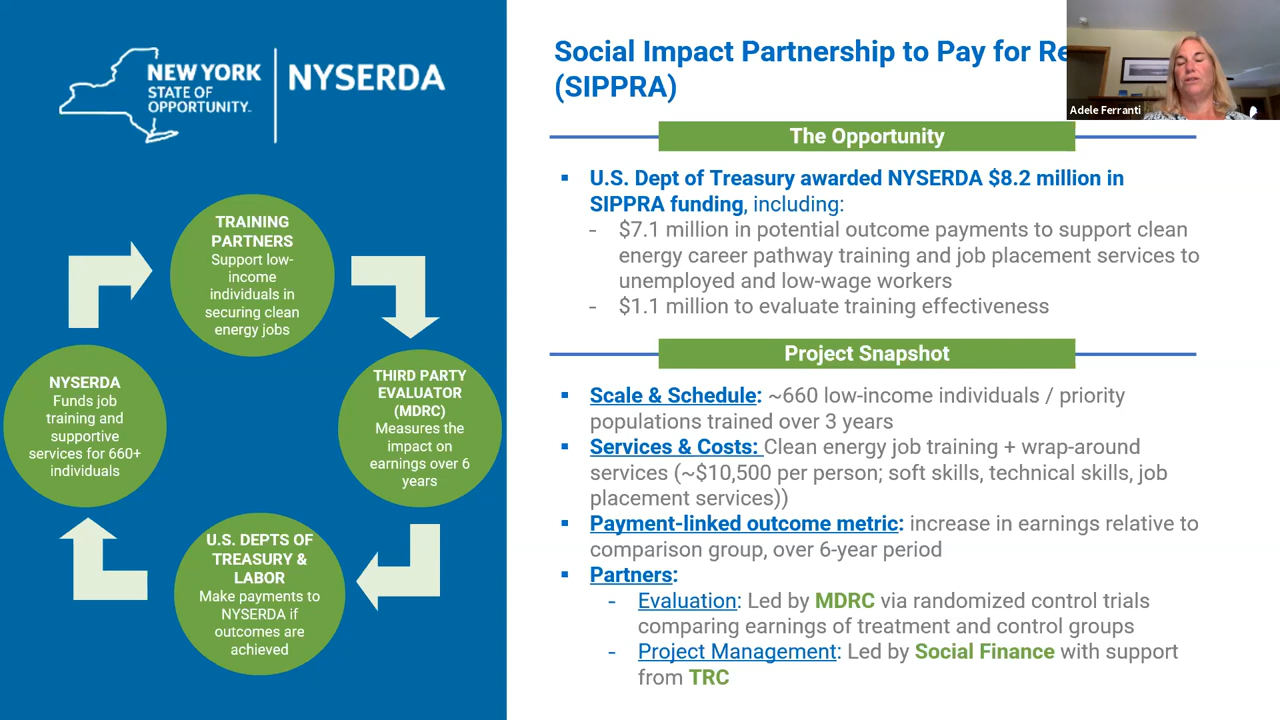 NEW YORK
STATE OF
OPPORTUNITY.
NYSERDA
TRAINING
PARTNERS
Support low-
income
individuals in
securing clean
energy jobs
NYSERDA
Funds job
training and
supportive
services for 660+
individuals
THIRD PARTY
EVALUATOR
(MDRC)
Measures the
impact on
earnings over 6
years
U.S. DEPTS OF
TREASURY &
LABOR
Make payments to
NYSERDA if
outcomes are
achieved
Social Impact Partnership to Pay for Re
(SIPPRA)
Adele Ferranti
The Opportunity
▪ U.S. Dept of Treasury awarded NYSERDA $8.2 million in
SIPPRA funding, including:
- $7.1 million in potential outcome payments to support clean
energy career pathway training and job placement services to
unemployed and low-wage workers
- $1.1 million to evaluate training effectiveness
Project Snapshot
▪ Scale & Schedule: ~660 low-income individuals / priority
populations trained over 3 years
▪ Services & Costs: Clean energy job training + wrap-around
services (~$10,500 per person; soft skills, technical skills, job
placement services))
▪ Payment-linked outcome metric: increase in earnings relative to
comparison group, over 6-year period
▪ Partners:
- Evaluation: Led by MDRC via randomized control trials
comparing earnings of treatment and control groups
- Project Management: Led by Social Finance with support
from TRC